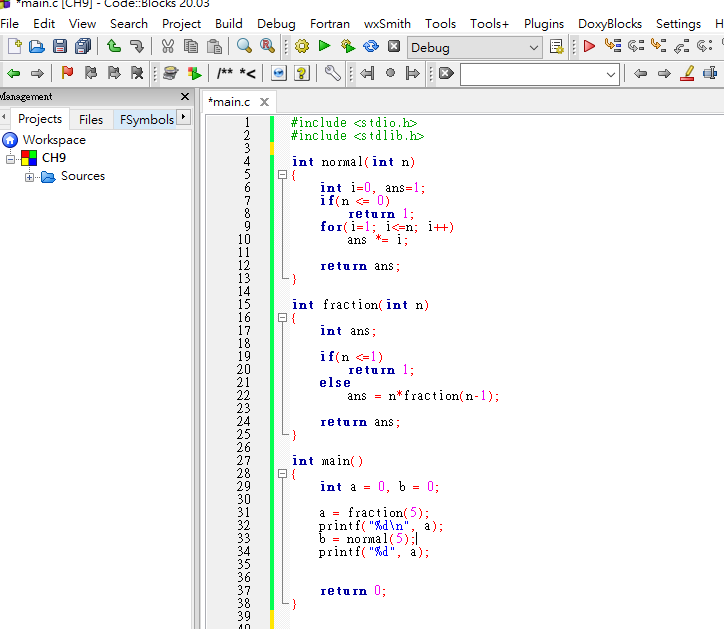 *main.c [CH9] - Code::Blocks 20.03
File Edit View Search Project Build Debug Fortran wxSmith Tools Tools+ Plugins DoxyBlocks Settings H
Debug
/** *<
Management
Projects Files FSymbols
Workspace
CH9
Sources
*main.c
1 #include <stdio.h>
2 #include <stdlib.h>
3
4 int normal(int n)
5 {
6 int i=0, ans=1;
7 if(n <= 0)
8 return 1;
9 for(i=1; i<=n; i++)
10 ans *= i;
11
12 return ans;
13 }
14
15 int fraction(int n)
16 {
17 int ans;
18
19 if(n <=1)
20 return 1;
21 else
22 ans = n*fraction(n-1);
23
24 return ans;
25 }
26
27 int main()
28 {
29 int a = 0, b = 0;
30
31 a = fraction(5);
32 printf("%d\n", a);
33 b = normal(5);
34 printf("%d", a);
35
36
37 return 0;
38 }
39
40